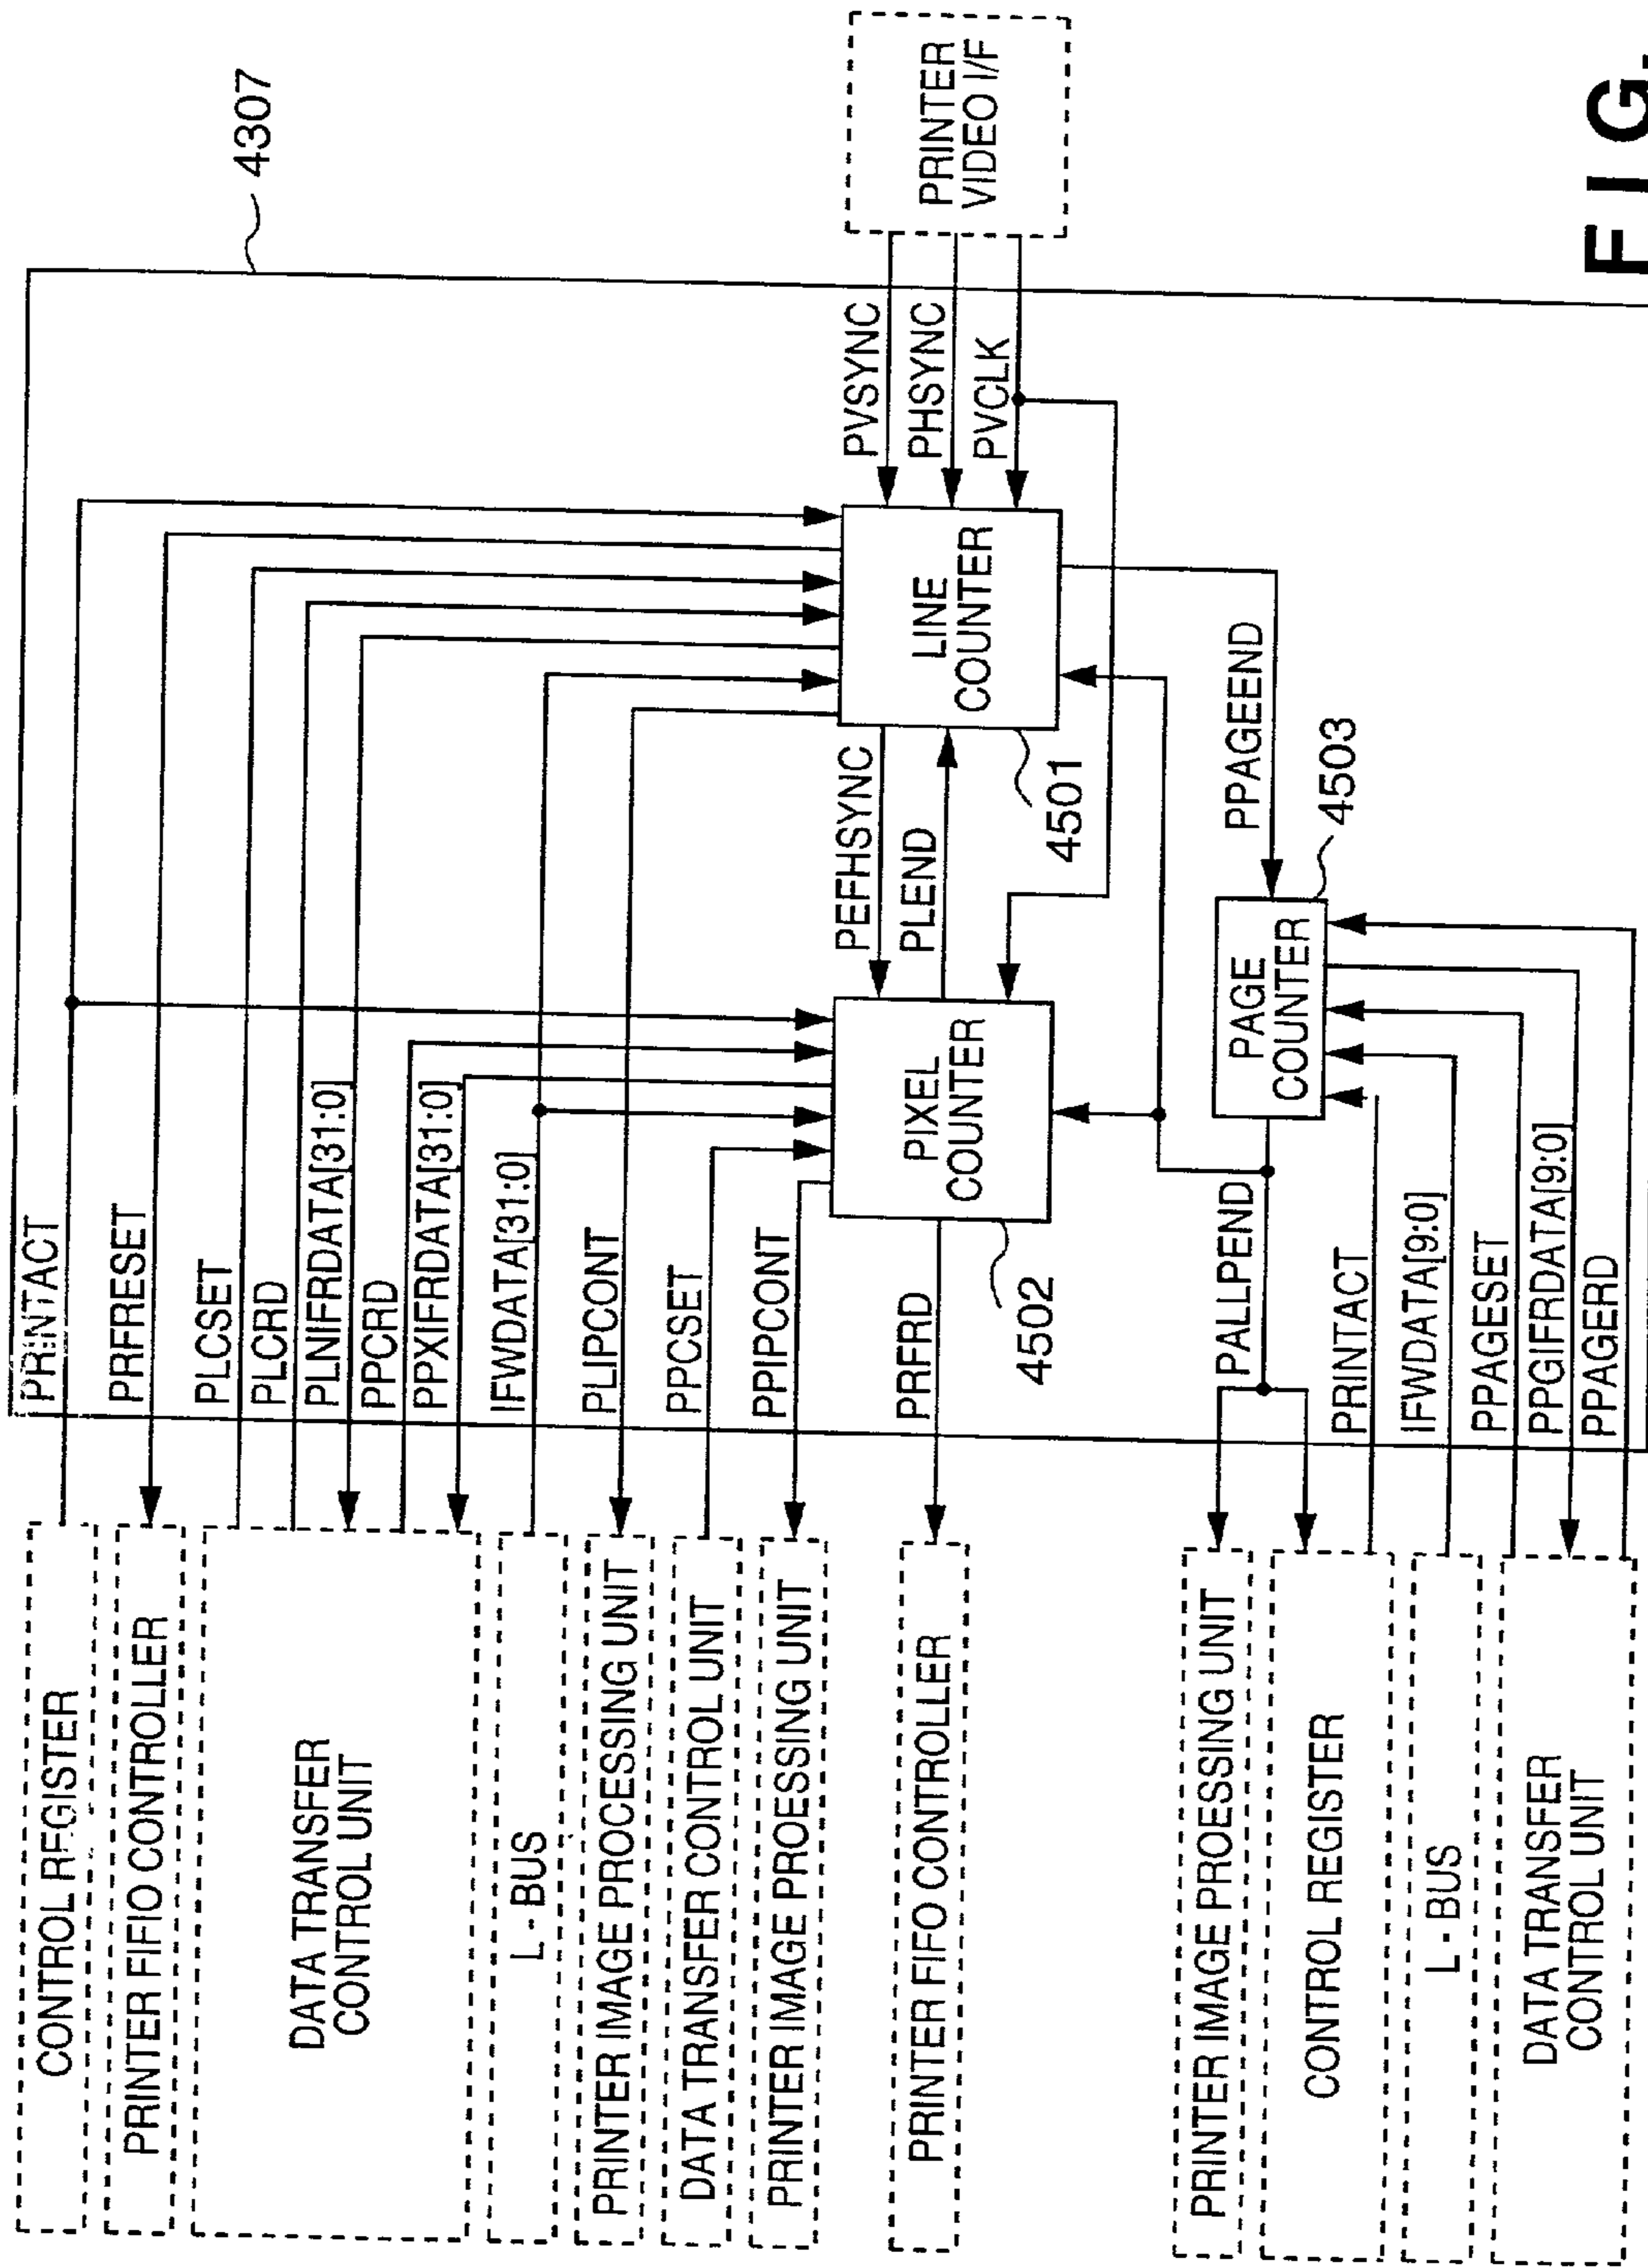 CONTROL REGISTER
PRINTER FIFIO CONTROLLER
DATA TRANSFER
CONTROL UNIT
L - BUS
PRINTER IMAGE PROCESSING UNIT
DATA TRANSFER CONTROL UNIT
PRINTER IMAGE PROESSING UNIT
PRINTER FIFO CONTROLLER
PRINTER IMAGE PROESSING UNIT
CONTROL REGISTER
L - BUS
DATA TRANSFER
CONTROL UNIT
PRINTACT
PRFRESET
PLCSET
PLCRD
PLNIFRDATA[31:0]
PPCRD
PPXIFRDATA[31:0]
IFWDATA[31:0]
PLIPCONT
PPCSET
PPIPCONT
PRFRD
PALLPEND
PRINTACT
IFWDATA[9:0]
PPAGESET
PPGIFRDATA[9:0]
PPAGERD
4502
PIXEL
COUNTER
PAGE
COUNTER
4503
PEFHSYNC
PLEND
4501
PPAGEEND
LINE
COUNTER
PVSYNC
PHSYNC
PVCLK
4307
PRINTER
VIDEO I/F
FIG.